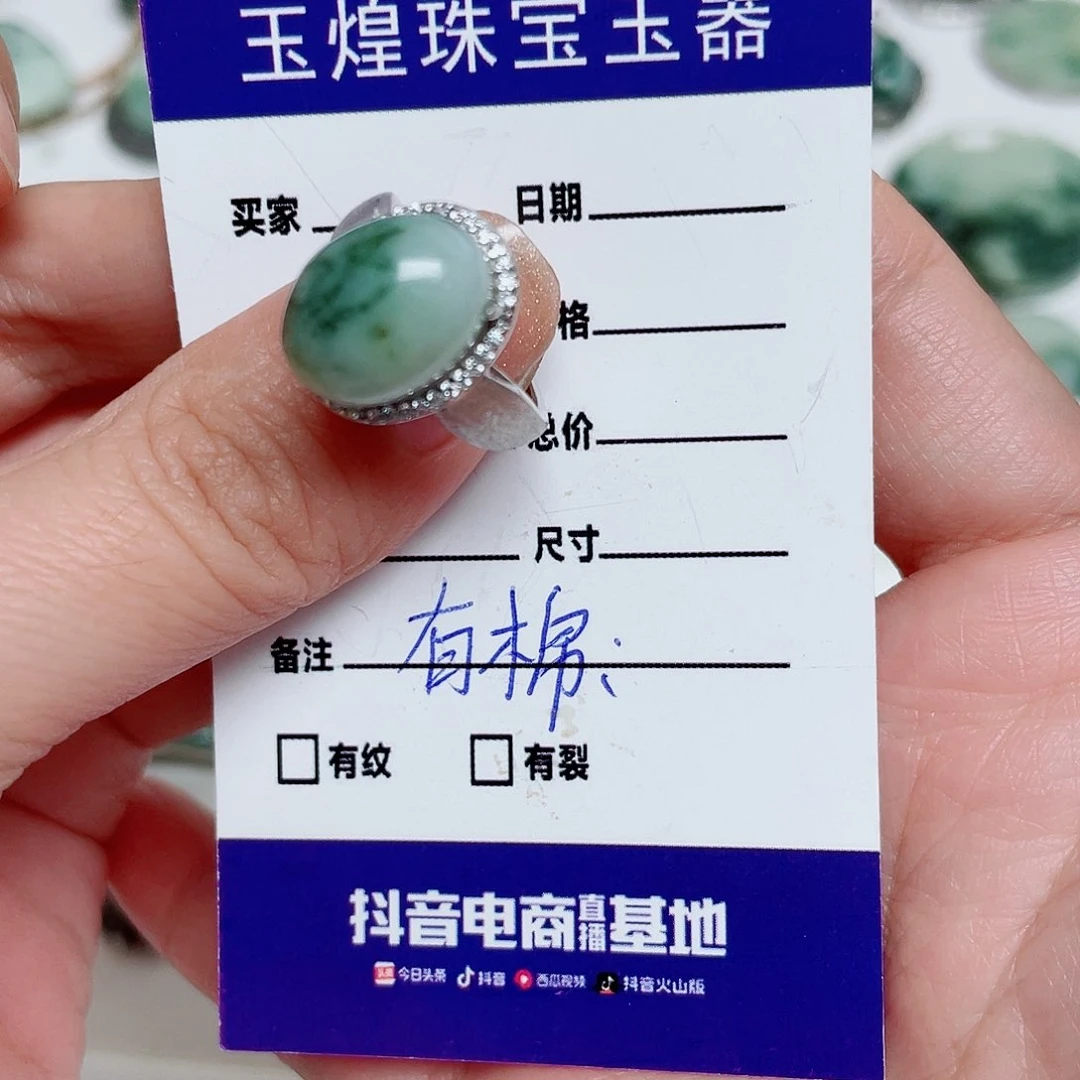 玉煌珠宝玉器
买家 日期
格
总价
尺寸
备注 有棉:
有纹 有裂
抖音电商直播基地
头条 今日头条 抖音 西瓜视频 抖音火山版